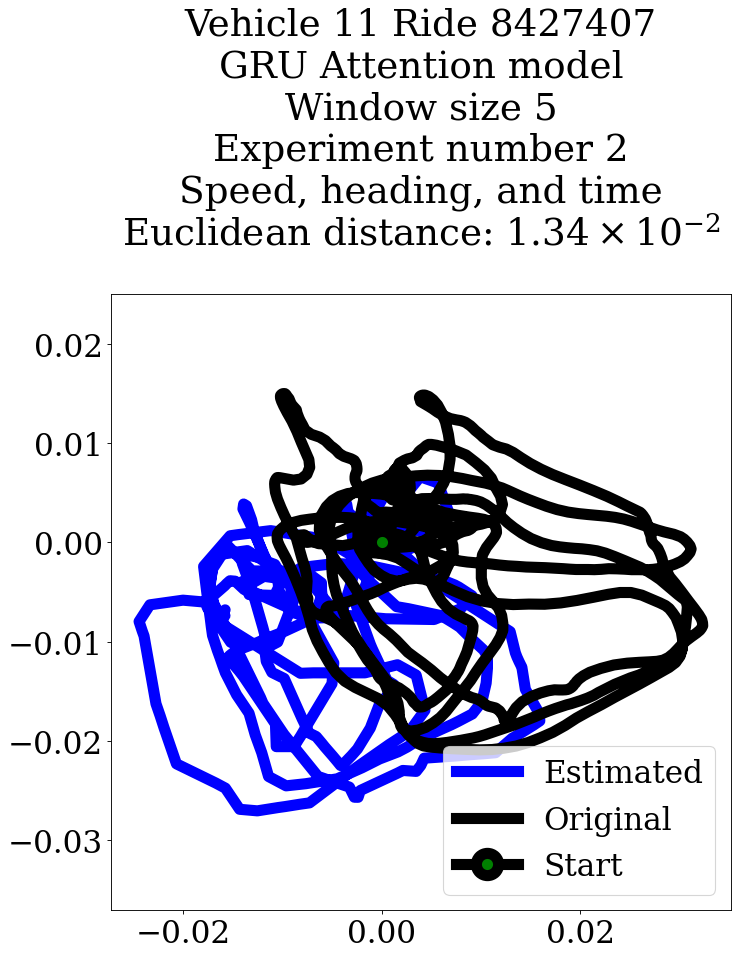 Vehicle 11 Ride 8427407
GRU Attention model
Window size 5
Experiment number 2
Speed, heading, and time
Euclidean distance: 1.34 × 10⁻²
0.02
0.01
0.00
−0.01
−0.02
−0.03
Estimated
Original
Start
−0.02 0.00 0.02